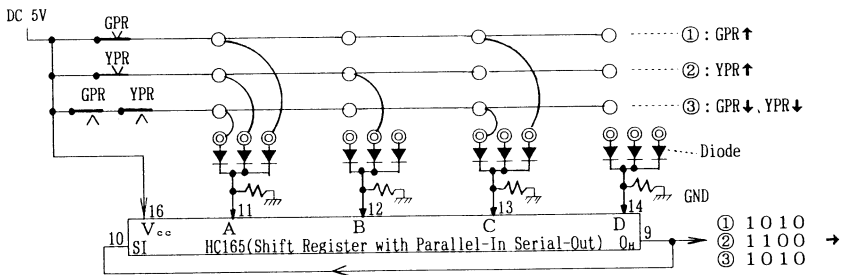 DC 5V
GPR
① : GPR↑
YPR
② : YPR↑
GPR YPR
③ : GPR↓, YPR↓
Diode
GND
16 11 12 13 14
Vcc A B C D 9
10 SI HC165(Shift Register with Parallel-In Serial-Out) OH
① 1 0 1 0
② 1 1 0 0 →
③ 1 0 1 0